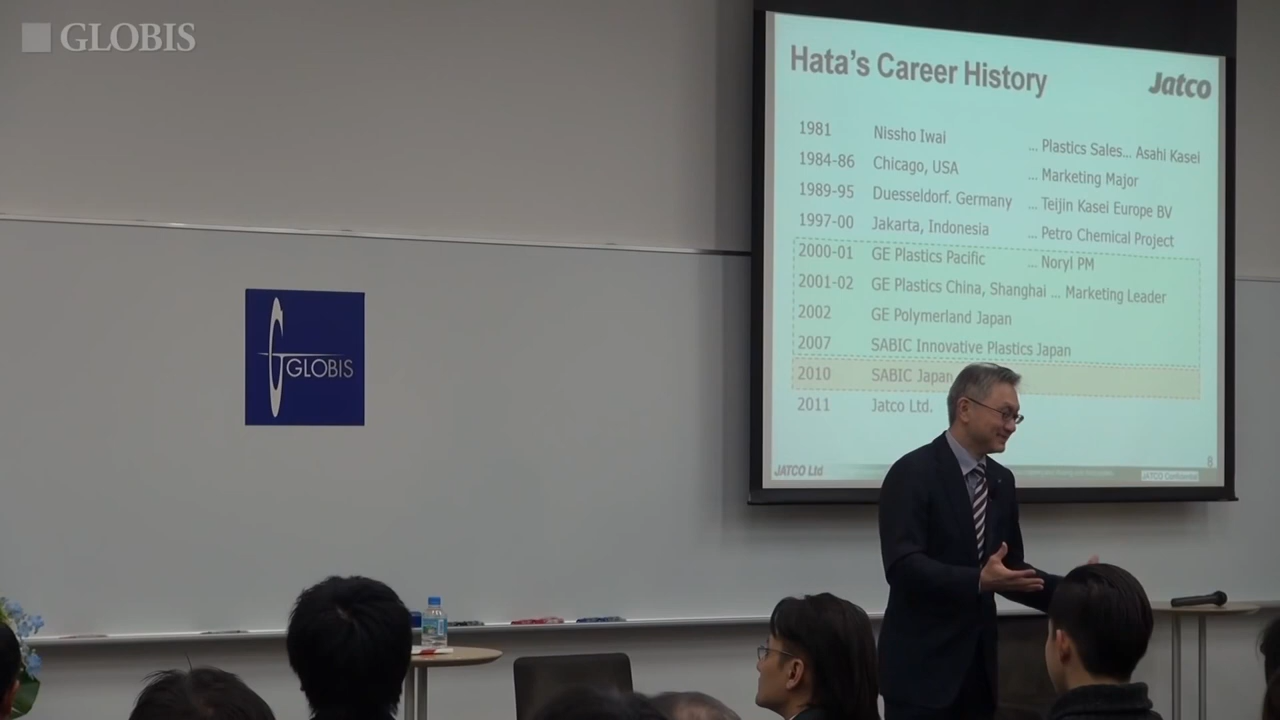 GLOBIS
Hata's Career History
Jatco
1981 Nissho Iwai ... Plastics Sales... Asahi Kasei
1984-86 Chicago, USA ... Marketing Major
1989-95 Duesseldorf. Germany ... Teijin Kasei Europe BV
1997-00 Jakarta, Indonesia ... Petro Chemical Project
2000-01 GE Plastics Pacific ... Noryl PM
2001-02 GE Plastics China, Shanghai ... Marketing Leader
2002 GE Polymerland Japan
2007 SABIC Innovative Plastics Japan
2010 SABIC Japan
2011 Jatco Ltd.
8
JATCO Ltd
JATCO Confidential
GLOBIS